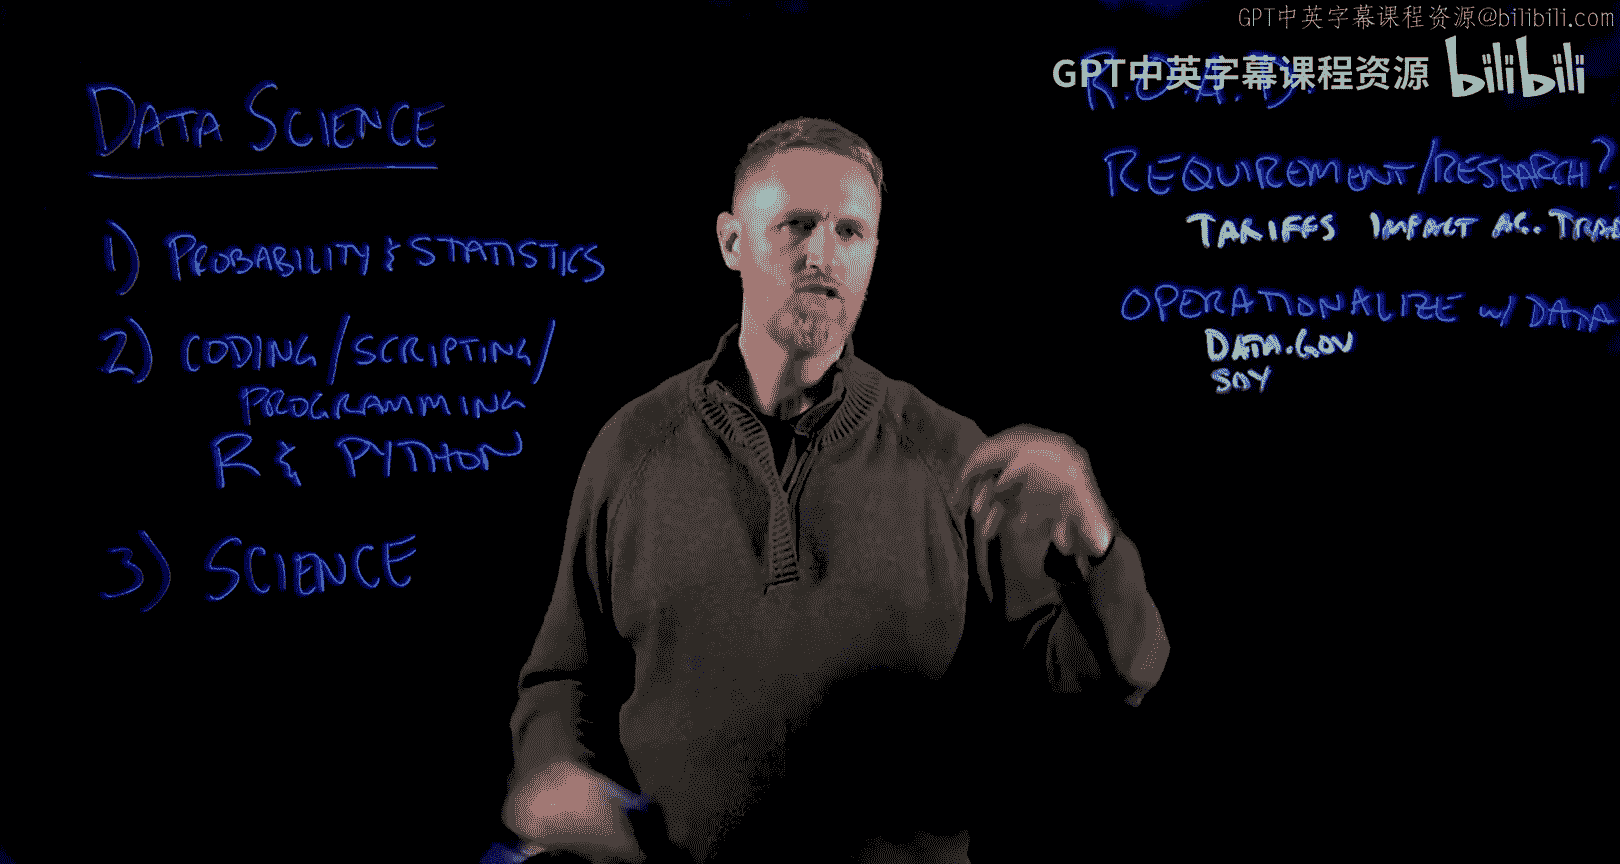 GPT中英字幕课程资源@bilibili.com
GPT中英字幕课程资源 bilibili
DATA SCIENCE
1) PROBABILITY & STATISTICS
2) CODING/SCRIPTING/
PROGRAMMING
R & PYTHON
3) SCIENCE
R.O.A.D.
REQUIREMENT/RESEARCH?
TARIFFS IMPACT AG. TRAD
OPERATIONALIZE W/ DATA
DATA.GOV
SOY